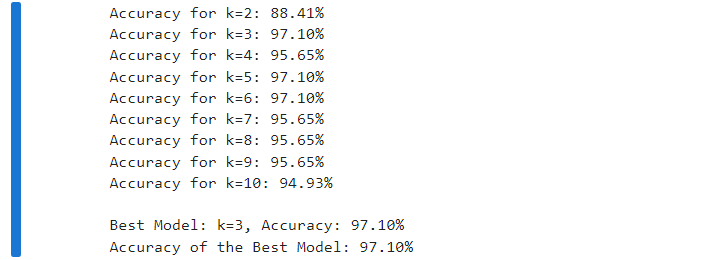 Accuracy for k=2: 88.41%
Accuracy for k=3: 97.10%
Accuracy for k=4: 95.65%
Accuracy for k=5: 97.10%
Accuracy for k=6: 97.10%
Accuracy for k=7: 95.65%
Accuracy for k=8: 95.65%
Accuracy for k=9: 95.65%
Accuracy for k=10: 94.93%
Best Model: k=3, Accuracy: 97.10%
Accuracy of the Best Model: 97.10%